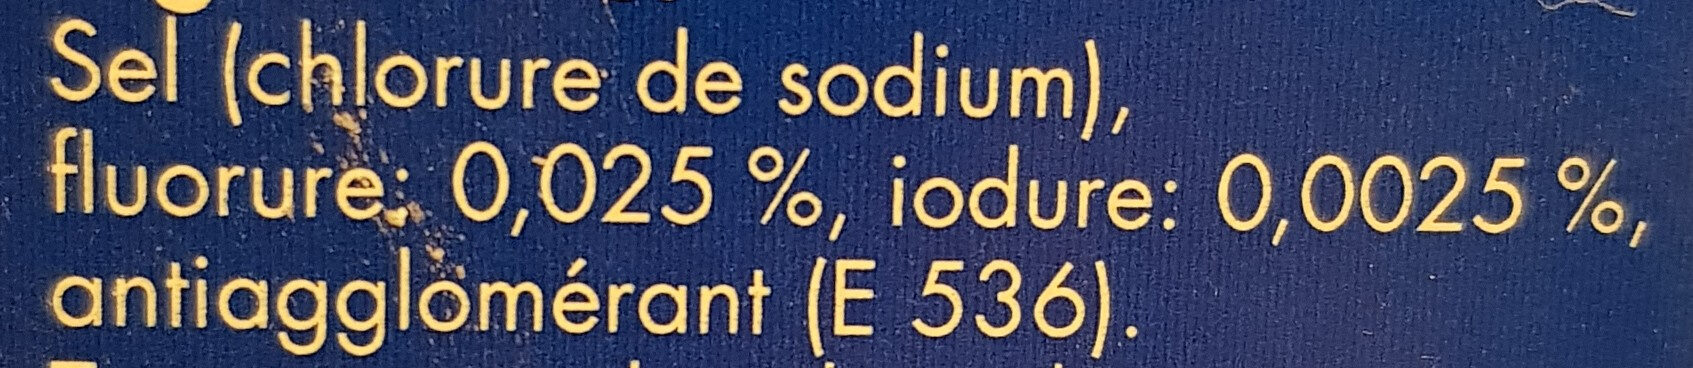 Sel (chlorure de sodium),
fluorure: 0,025 %, iodure: 0,0025 %,
antiagglomérant (E 536).